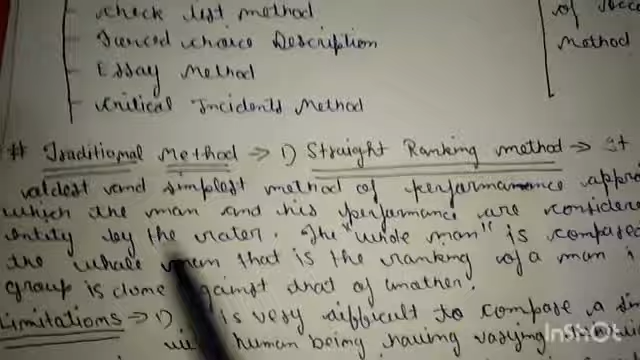 check list method
Forced choice Description
Essay Method
Critical Incidents Method
of
Method
# Traditional Method → 1) Straight Ranking method → It
oldest and simplest method of performance
which the man and his performance are
entity by the rater. The "whole man" is compared
the whole man that is the ranking of a man
group is done against that of another.
Limitations → 1) is very difficult to compare a
human being having varying
InShOt